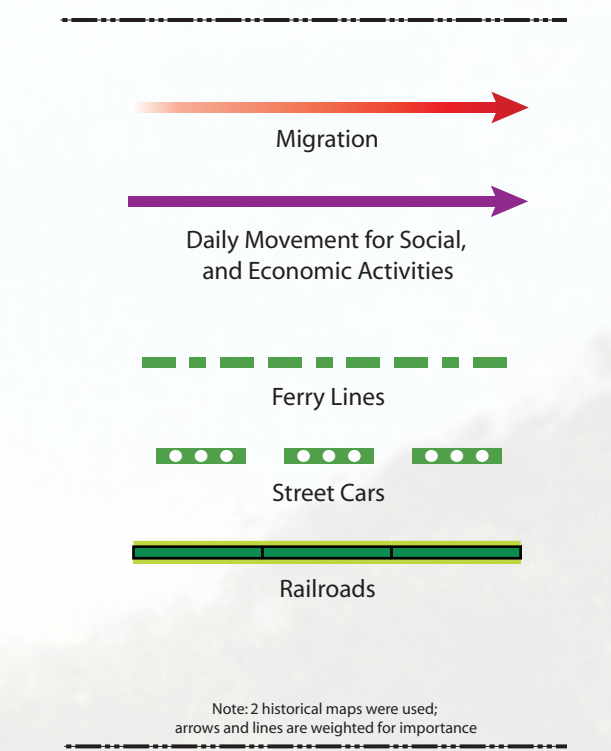 Migration
Daily Movement for Social,
and Economic Activities
Ferry Lines
Street Cars
Railroads
Note: 2 historical maps were used;
arrows and lines are weighted for importance